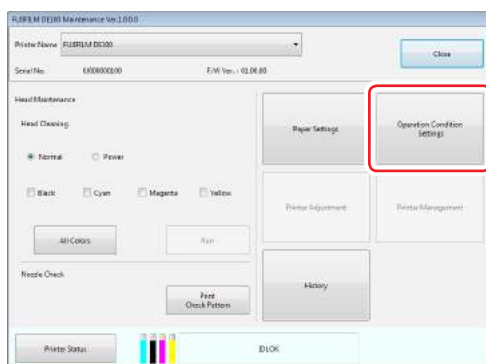 FUJIFILM DE100 Maintenance Ver.1.0.0.0
Printer Name FUJIFILM DE100
Close
Serial No. F/W Ver. : 01.00.00
Head Maintenance
Head Cleaning
Normal Power
Black Cyan Magenta Yellow
All Colors Run
Nozzle Check
Print
Check Pattern
Paper Settings
Operation Condition
Settings
Printer Adjustment Printer Management
History
Printer Status